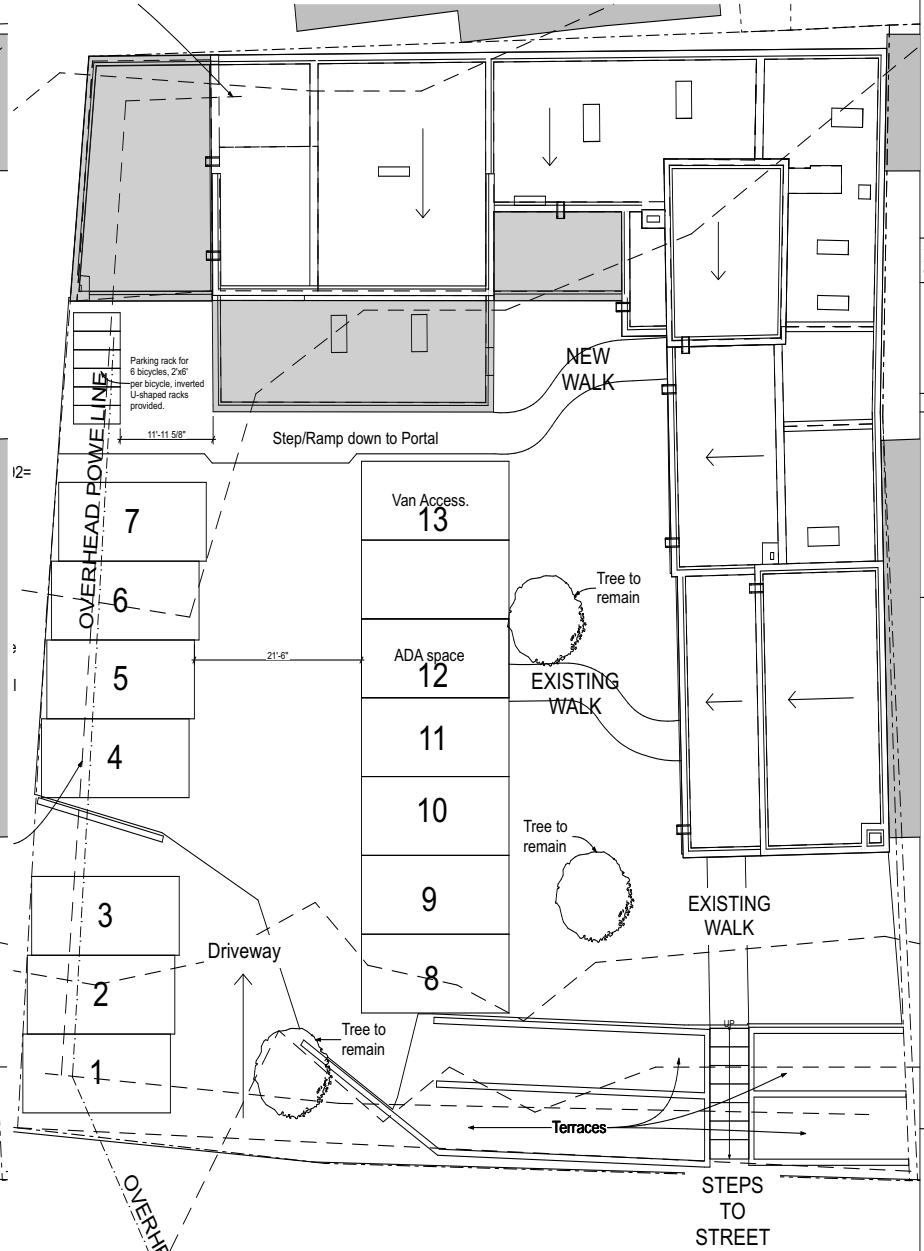 Parking rack for
6 bicycles, 2'x6'
per bicycle, inverted
U-shaped racks
provided.
NEW
WALK
11'-11 5/8"
Step/Ramp down to Portal
OVERHEAD POWE LINE
02=
7
Van Access.
13
6
Tree to
remain
21'-6"
5
ADA space
12
EXISTING
WALK
4
11
10
Tree to
remain
3
9
EXISTING
WALK
Driveway
2
8
Tree to
remain
UP
1
Terraces
OVERHE
STEPS
TO
STREET